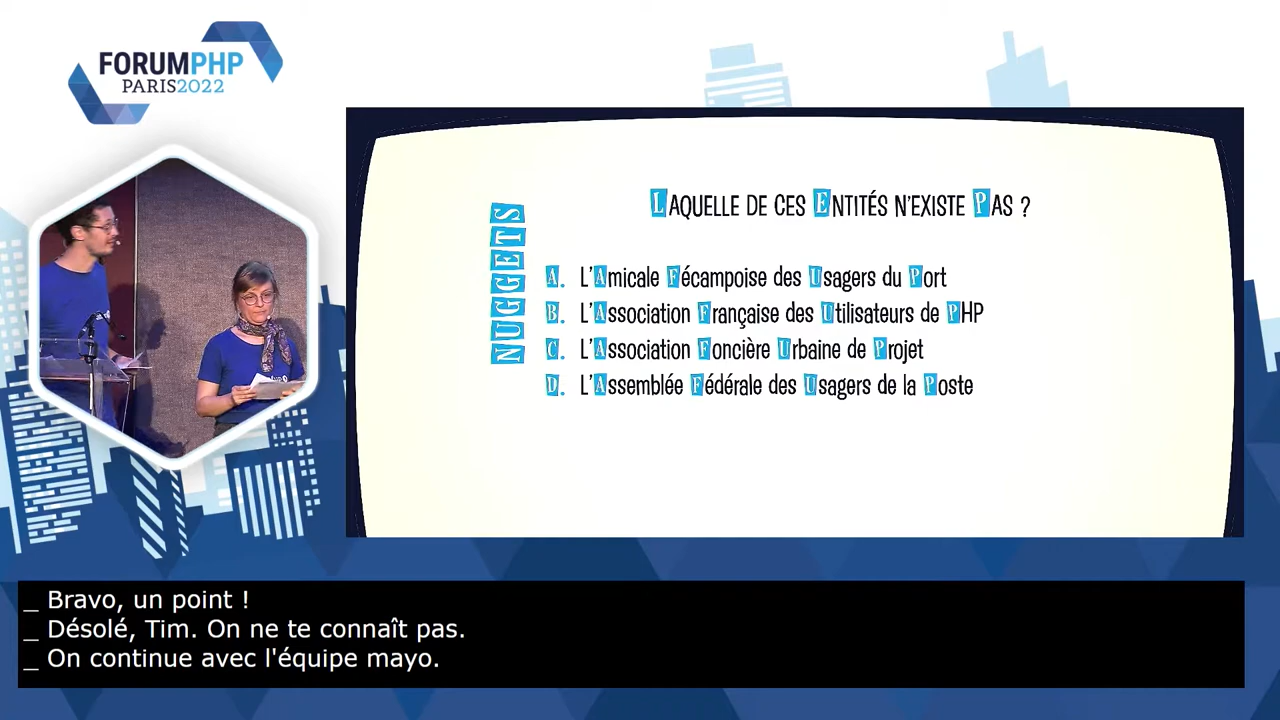 FORUMPHP
PARIS2022
NUGGETS
LAQUELLE DE CES ENTITÉS N'EXISTE PAS ?
A. L'Amicale Fécampoise des Usagers du Port
B. L'Association Française des Utilisateurs de PHP
C. L'Association Foncière Urbaine de Projet
D. L'Assemblée Fédérale des Usagers de la Poste
_ Bravo, un point !
_ Désolé, Tim. On ne te connaît pas.
_ On continue avec l'équipe mayo.